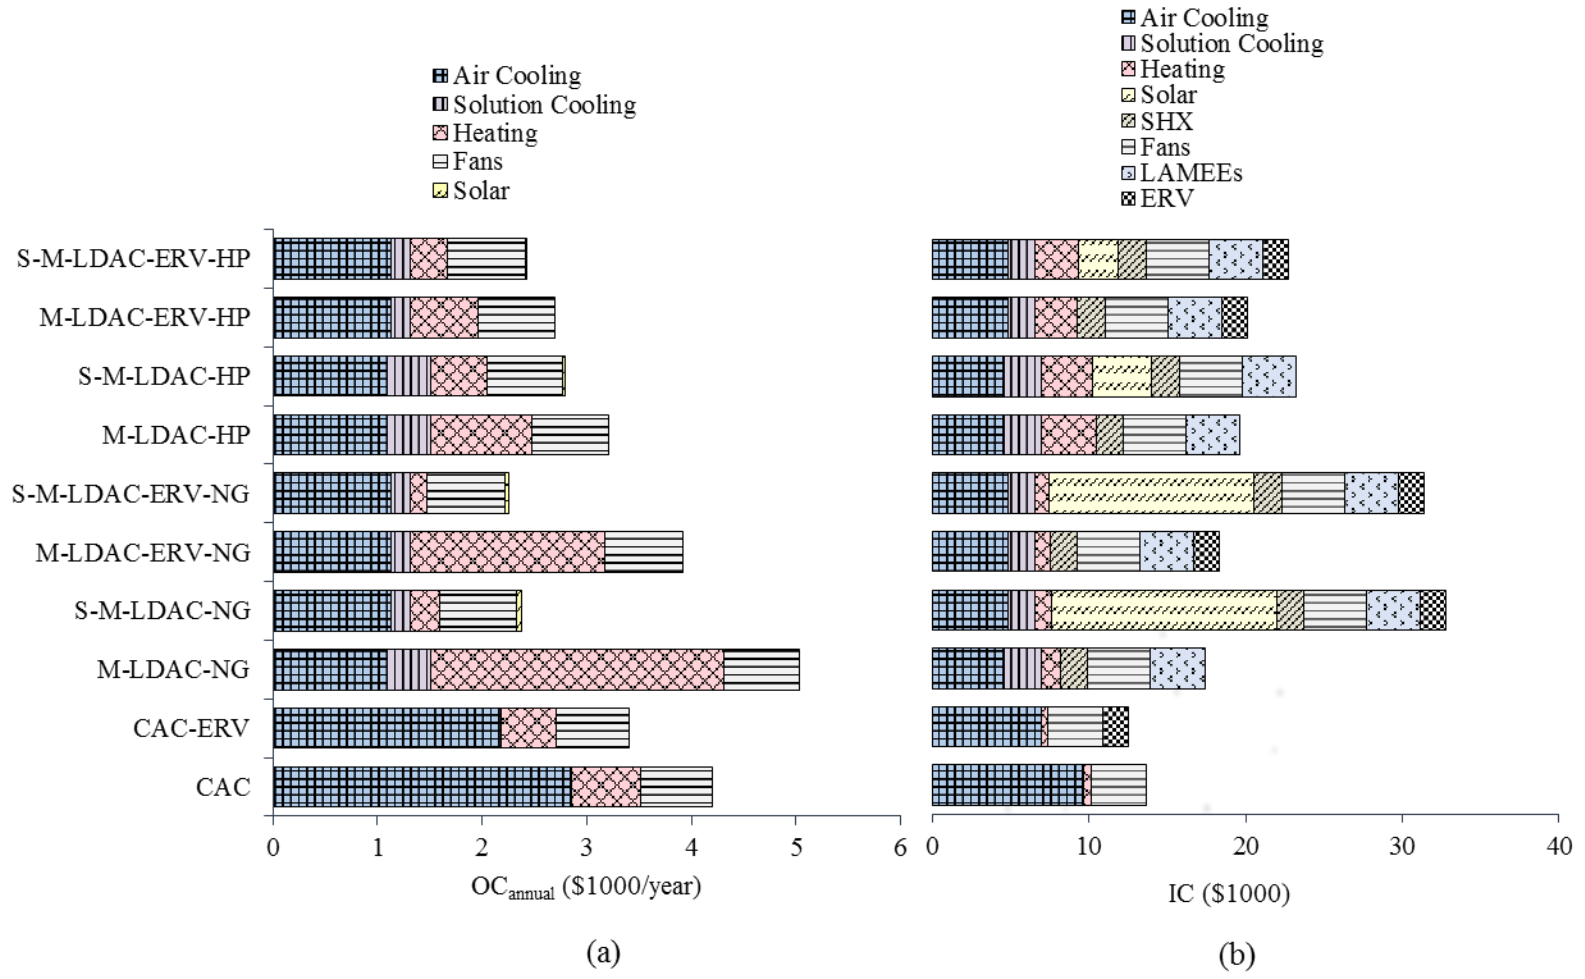 Air Cooling
Solution Cooling
Heating
Fans
Solar
S-M-LDAC-ERV-HP
M-LDAC-ERV-HP
S-M-LDAC-HP
M-LDAC-HP
S-M-LDAC-ERV-NG
M-LDAC-ERV-NG
S-M-LDAC-NG
M-LDAC-NG
CAC-ERV
CAC
0 1 2 3 4 5 6
OCannual ($1000/year)
(a)
Air Cooling
Solution Cooling
Heating
Solar
SHX
Fans
LAMEEs
ERV
0 10 20 30 40
IC ($1000)
(b)